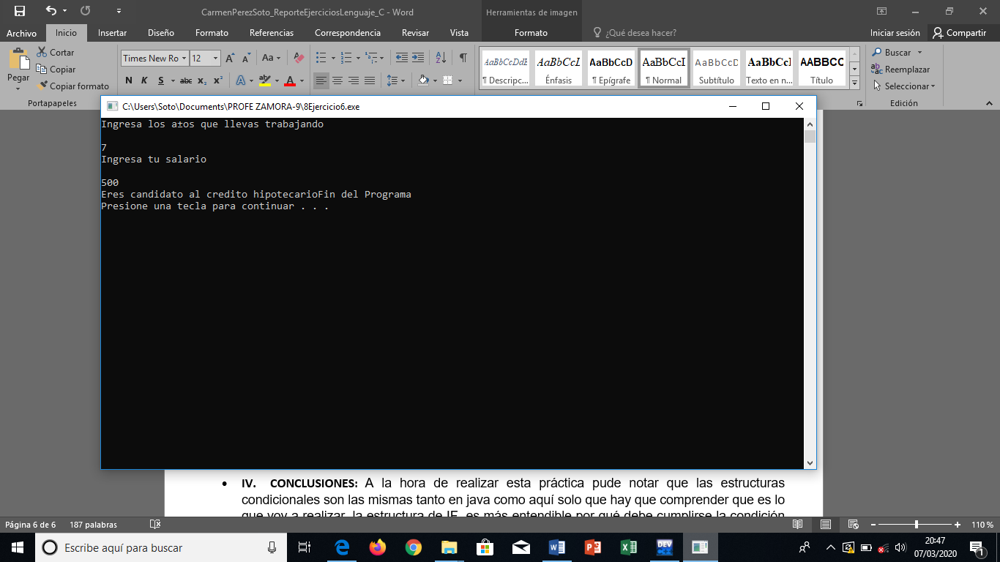 CarmenPerezSoto_ReporteEjerciciosLenguaje_C - Word
Herramientas de imagen
Archivo Inicio Insertar Diseño Formato Referencias Correspondencia Revisar Vista Formato ¿Qué desea hacer? Iniciar sesión Compartir
Pegar
Cortar
Copiar
Copiar formato
Portapapeles
Times New Ro 12
N K S abc x₂ x²
AaBbCcDdE AaBbCcL AaBbCcD AaBbCcI AaBbCcD AaBbCcI AABBCC
¶ Descripc... Énfasis ¶ Epígrafe ¶ Normal Subtítulo Texto en n... Título
Buscar
Reemplazar
Seleccionar
Edición
C:\Users\Soto\Documents\PROFE ZAMORA-9\8Ejercicio6.exe
Ingresa los a±os que llevas trabajando
7
Ingresa tu salario
500
Eres candidato al credito hipotecarioFin del Programa
Presione una tecla para continuar . . .
• IV. CONCLUSIONES: A la hora de realizar esta práctica pude notar que las estructuras
condicionales son las mismas tanto en java como aquí solo que hay que comprender que es lo
que voy a realizar, la estructura de IF, es más entendible por qué debe cumplirse la condición
Página 6 de 6 187 palabras 110 %
Escribe aquí para buscar
DEV
20:47
07/03/2020
1